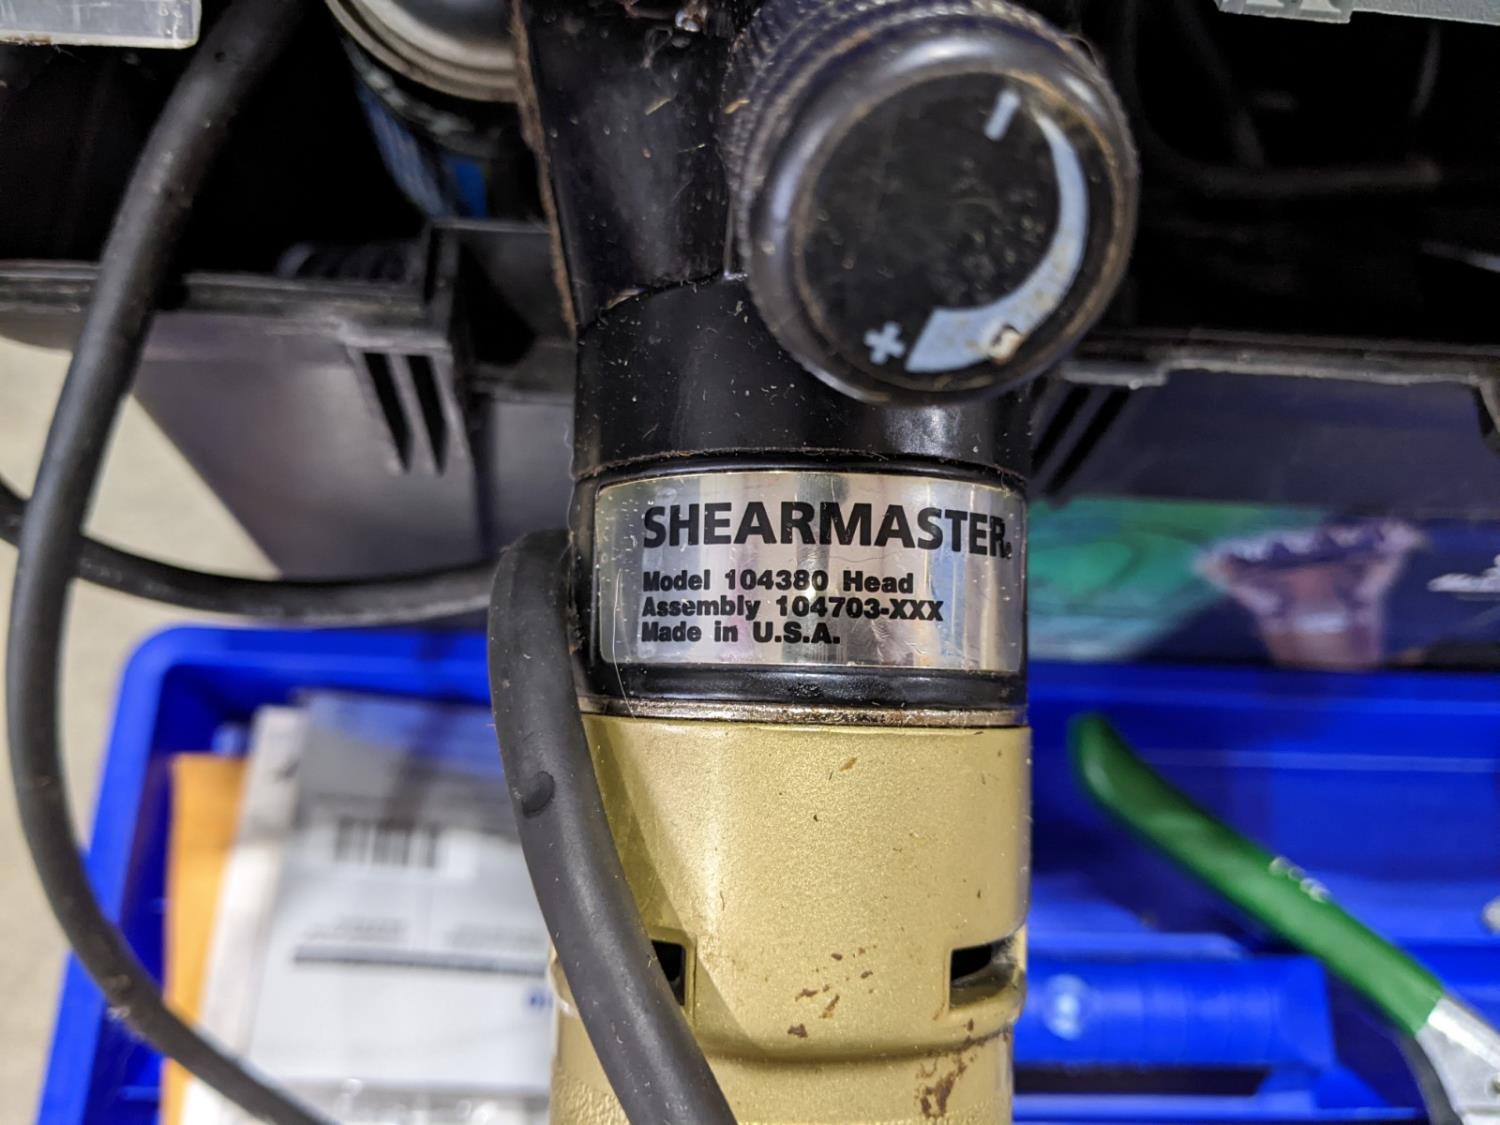 SHEARMASTER®
Model 104380 Head
Assembly 104703-XXX
Made in U.S.A.